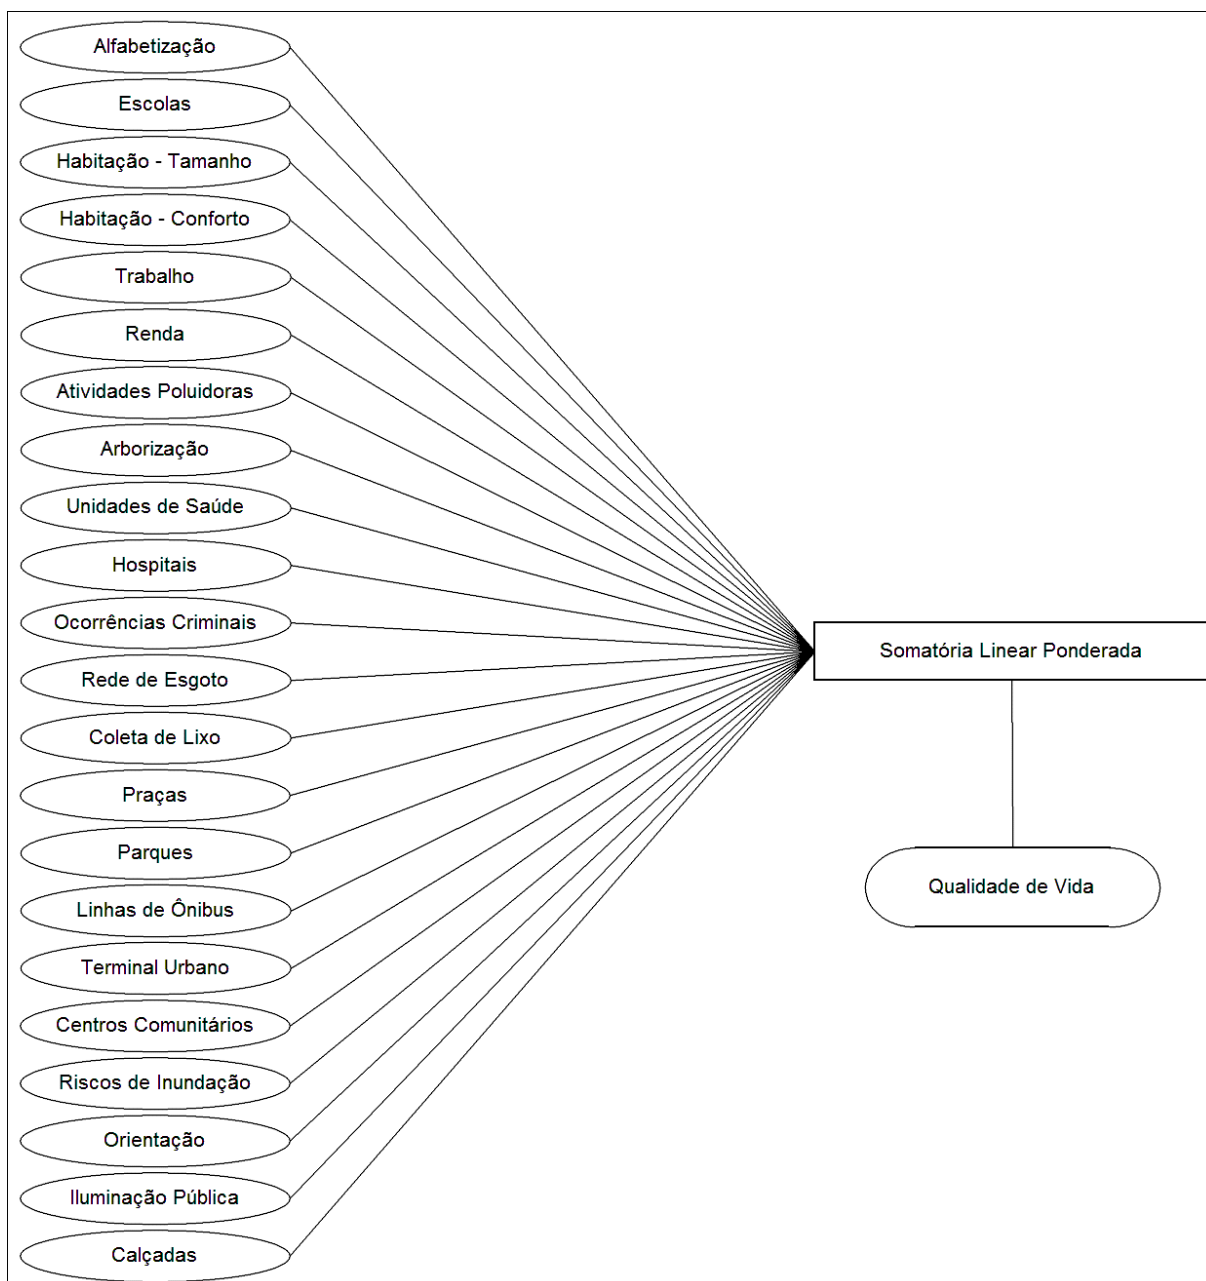 Alfabetização
Escolas
Habitação - Tamanho
Habitação - Conforto
Trabalho
Renda
Atividades Poluidoras
Arborização
Unidades de Saúde
Hospitais
Ocorrências Criminais
Rede de Esgoto
Coleta de Lixo
Praças
Parques
Linhas de Ônibus
Terminal Urbano
Centros Comunitários
Riscos de Inundação
Orientação
Iluminação Pública
Calçadas
Somatória Linear Ponderada
Qualidade de Vida